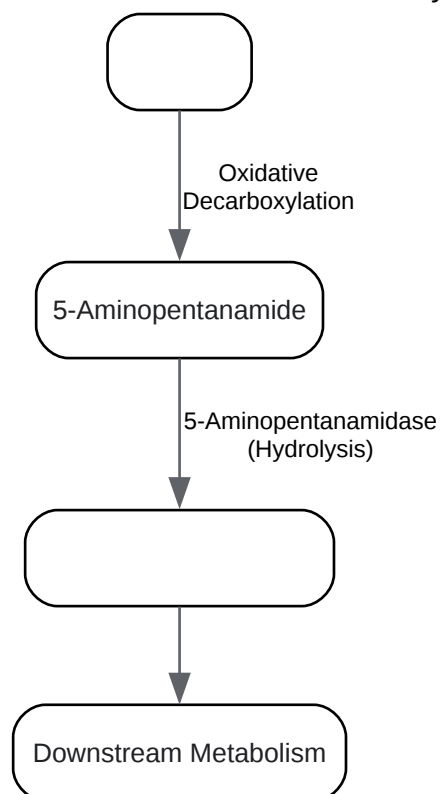 Oxidative
Decarboxylation
5-Aminopentanamide
5-Aminopentanamidase
(Hydrolysis)
Downstream Metabolism